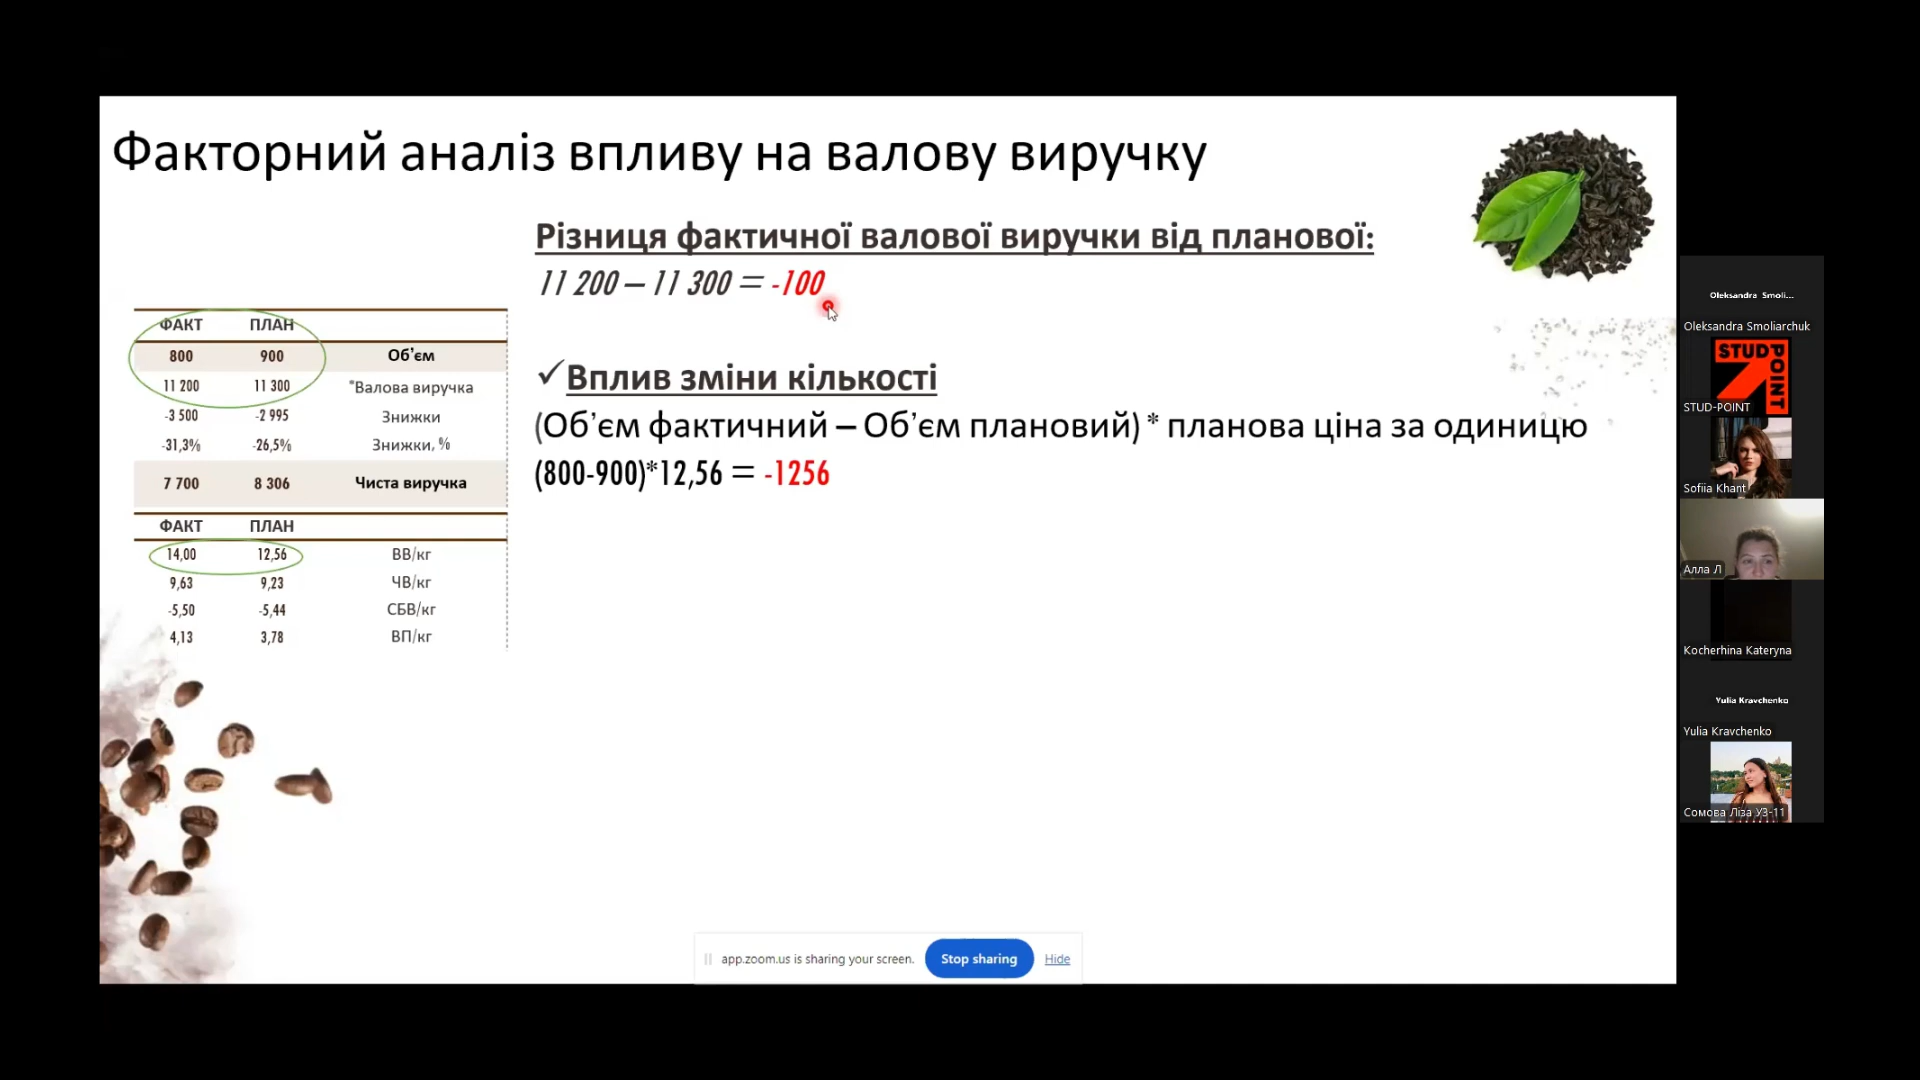 Факторний аналіз впливу на валову виручку
Різниця фактичної валової виручки від планової:
11 200 – 11 300 = -100
ФАКТ ПЛАН
800 900 Об'єм
11 200 11 300 *Валова виручка
-3 500 -2 995 Знижки
-31,3% -26,5% Знижки, %
7 700 8 306 Чиста виручка
ФАКТ ПЛАН
14,00 12,56 ВВ/кг
9,63 9,23 ЧВ/кг
-5,50 -5,44 СБВ/кг
4,13 3,78 ВП/кг
✓Вплив зміни кількості
(Об'єм фактичний – Об'єм плановий) * планова ціна за одиницю
(800-900)*12,56 = -1256
app.zoom.us is sharing your screen. Stop sharing Hide
Oleksandra Smoli...
Oleksandra Smoliarchuk
STUD POINT
STUD-POINT
Sofiia Khant
Алла Л
Kocherhina Kateryna
Yulia Kravchenko
Yulia Kravchenko
Сомова Ліза УЗ-11